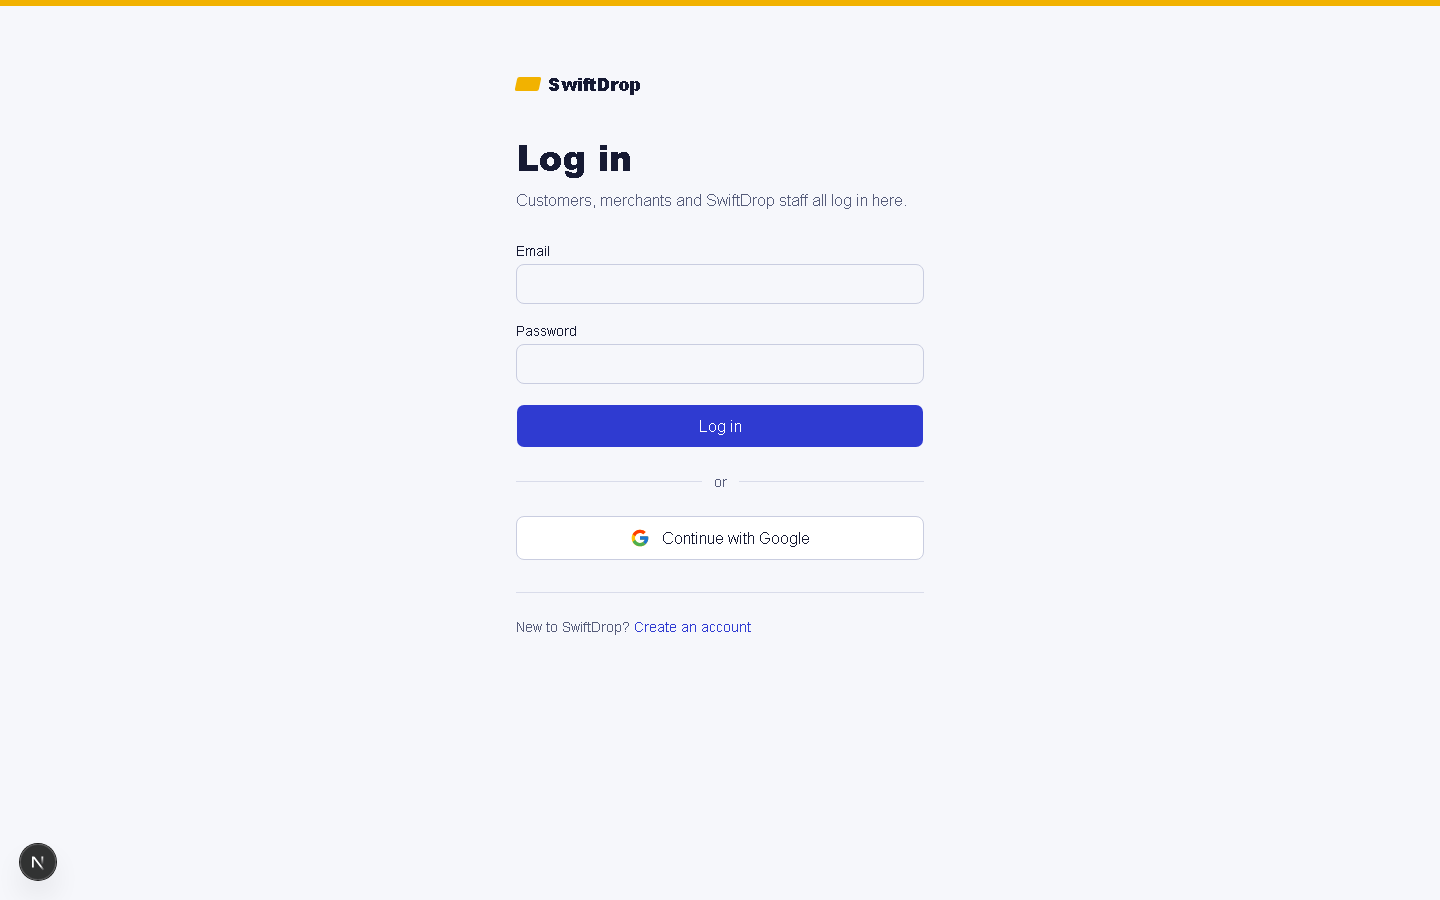 SwiftDrop
Log in
Customers, merchants and SwiftDrop staff all log in here.
Email
Password
Log in
or
Continue with Google
New to SwiftDrop? Create an account
N